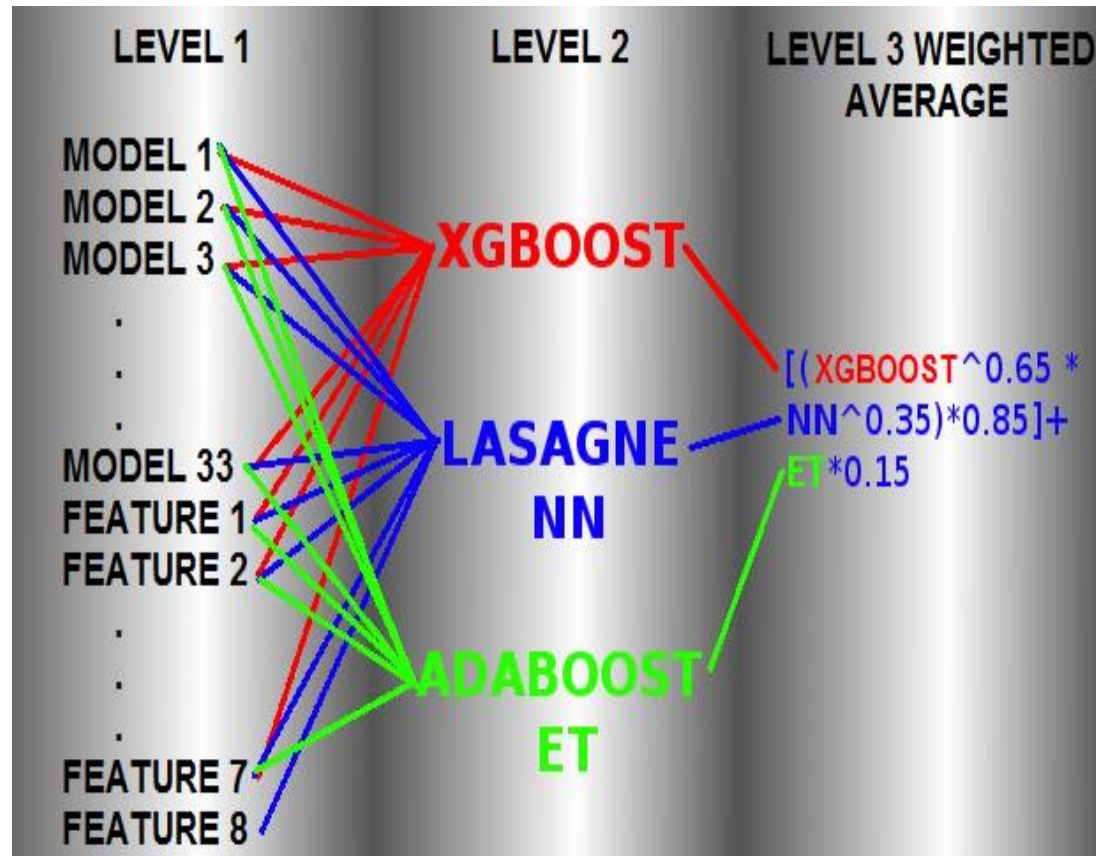 LEVEL 1
MODEL 1
MODEL 2
MODEL 3
.
.
.
MODEL 33
FEATURE 1
FEATURE 2
.
.
.
FEATURE 7
FEATURE 8
LEVEL 2
XGBOOST
LASAGNE
NN
ADABOOST
ET
LEVEL 3 WEIGHTED
AVERAGE
[(XGBOOST^0.65 *
NN^0.35)*0.85]+
ET*0.15